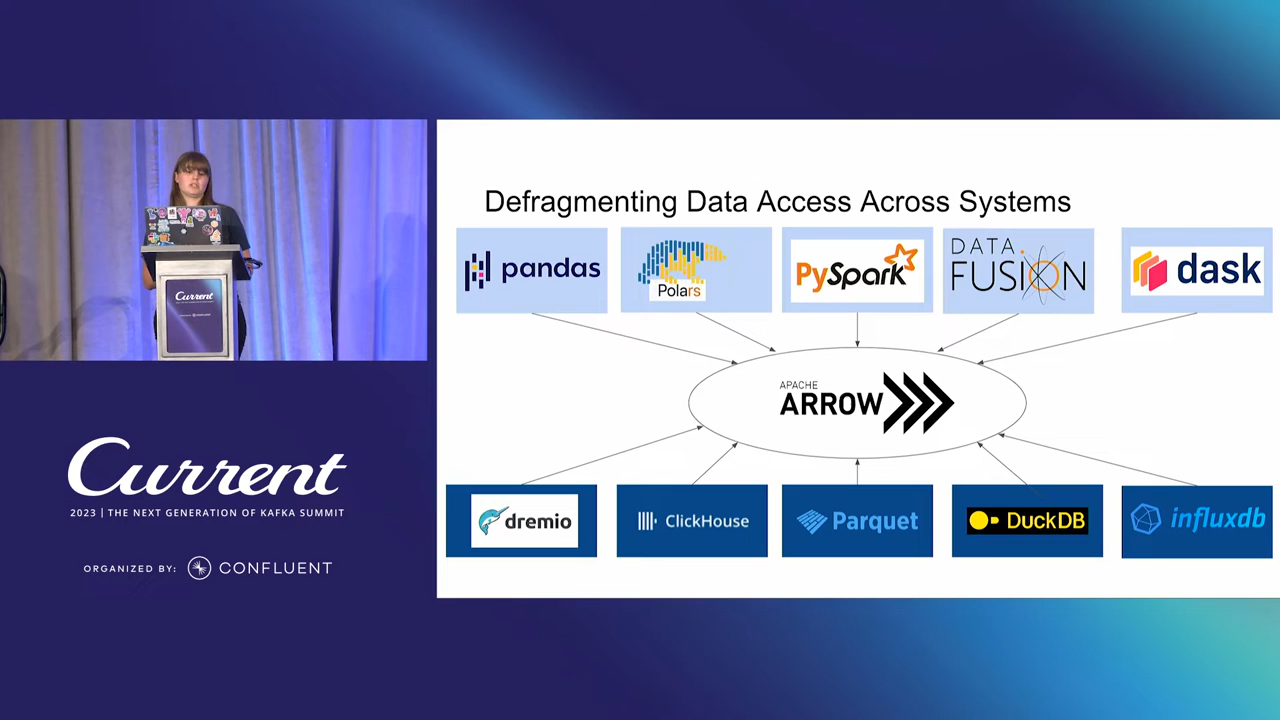 Defragmenting Data Access Across Systems
pandas
Polars
PySpark
DATA
FUSION
dask
APACHE
ARROW
dremio
ClickHouse
Parquet
DuckDB
influxdb
Current
Current
2023 | THE NEXT GENERATION OF KAFKA SUMMIT
ORGANIZED BY: CONFLUENT